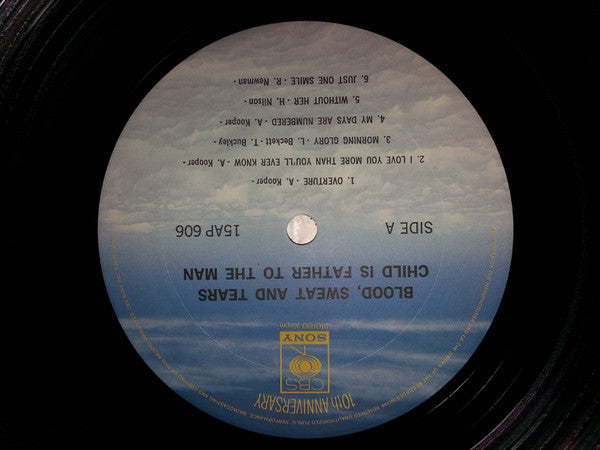 10th ANNIVERSARY
CBS
SONY
Stereo 33rpm
BLOOD, SWEAT AND TEARS
CHILD IS FATHER TO THE MAN
SIDE A
15AP 606
1. OVERTURE - A. Kooper -
2. I LOVE YOU MORE THAN YOU'LL EVER KNOW - A. Kooper -
3. MORNING GLORY - L. Beckett - T. Buckley -
4. MY DAYS ARE NUMBERED - A. Kooper -
5. WITHOUT HER - H. Nilson -
6. JUST ONE SMILE - R. Newman -